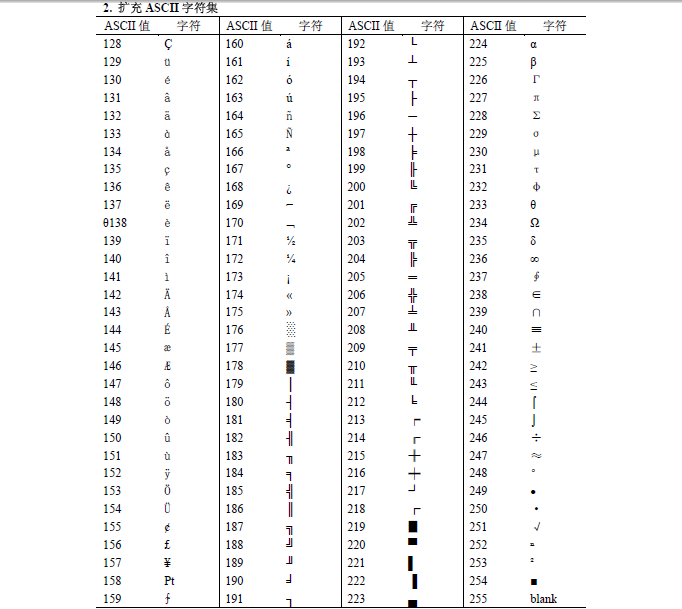 2. 扩充 ASCII 字符集
ASCII 值 字符 ASCII 值 字符 ASCII 值 字符 ASCII 值 字符
128 Ç 160 á 192 └ 224 α
129 ü 161 í 193 ┴ 225 β
130 é 162 ó 194 ┬ 226 Γ
131 â 163 ú 195 ├ 227 π
132 ä 164 ñ 196 ─ 228 Σ
133 à 165 Ñ 197 ┼ 229 σ
134 å 166 ª 198 ╞ 230 μ
135 ç 167 º 199 ╟ 231 τ
136 ê 168 ¿ 200 ╚ 232 ф
137 ë 169 ⌐ 201 ╔ 233 θ
θ138 è 170 ¬ 202 ╩ 234 Ω
139 ï 171 ½ 203 ╦ 235 δ
140 î 172 ¼ 204 ╠ 236 ∞
141 ì 173 ¡ 205 ═ 237 ∮
142 Ä 174 « 206 ╬ 238 ∈
143 Å 175 » 207 ╧ 239 ∩
144 É 176 ░ 208 ╨ 240 ≡
145 æ 177 ▒ 209 ╤ 241 ±
146 Æ 178 ▓ 210 ╥ 242 ≥
147 ô 179 │ 211 ╙ 243 ≤
148 ö 180 ┤ 212 ╘ 244 ⌠
149 ò 181 ╡ 213 ┍ 245 ⌡
150 û 182 ╢ 214 ┌ 246 ÷
151 ù 183 ╖ 215 ┼ 247 ≈
152 ÿ 184 ╕ 216 ┼ 248 °
153 Ö 185 ╣ 217 ┘ 249 •
154 Ü 186 ║ 218 ┌ 250 ·
155 ¢ 187 ╗ 219 █ 251 √
156 £ 188 ╝ 220 ▀ 252 ⁿ
157 ¥ 189 ╜ 221 ▌ 253 ²
158 Pt 190 ╛ 222 ▐ 254 ■
159 ƒ 191 ┐ 223 ▄ 255 blank